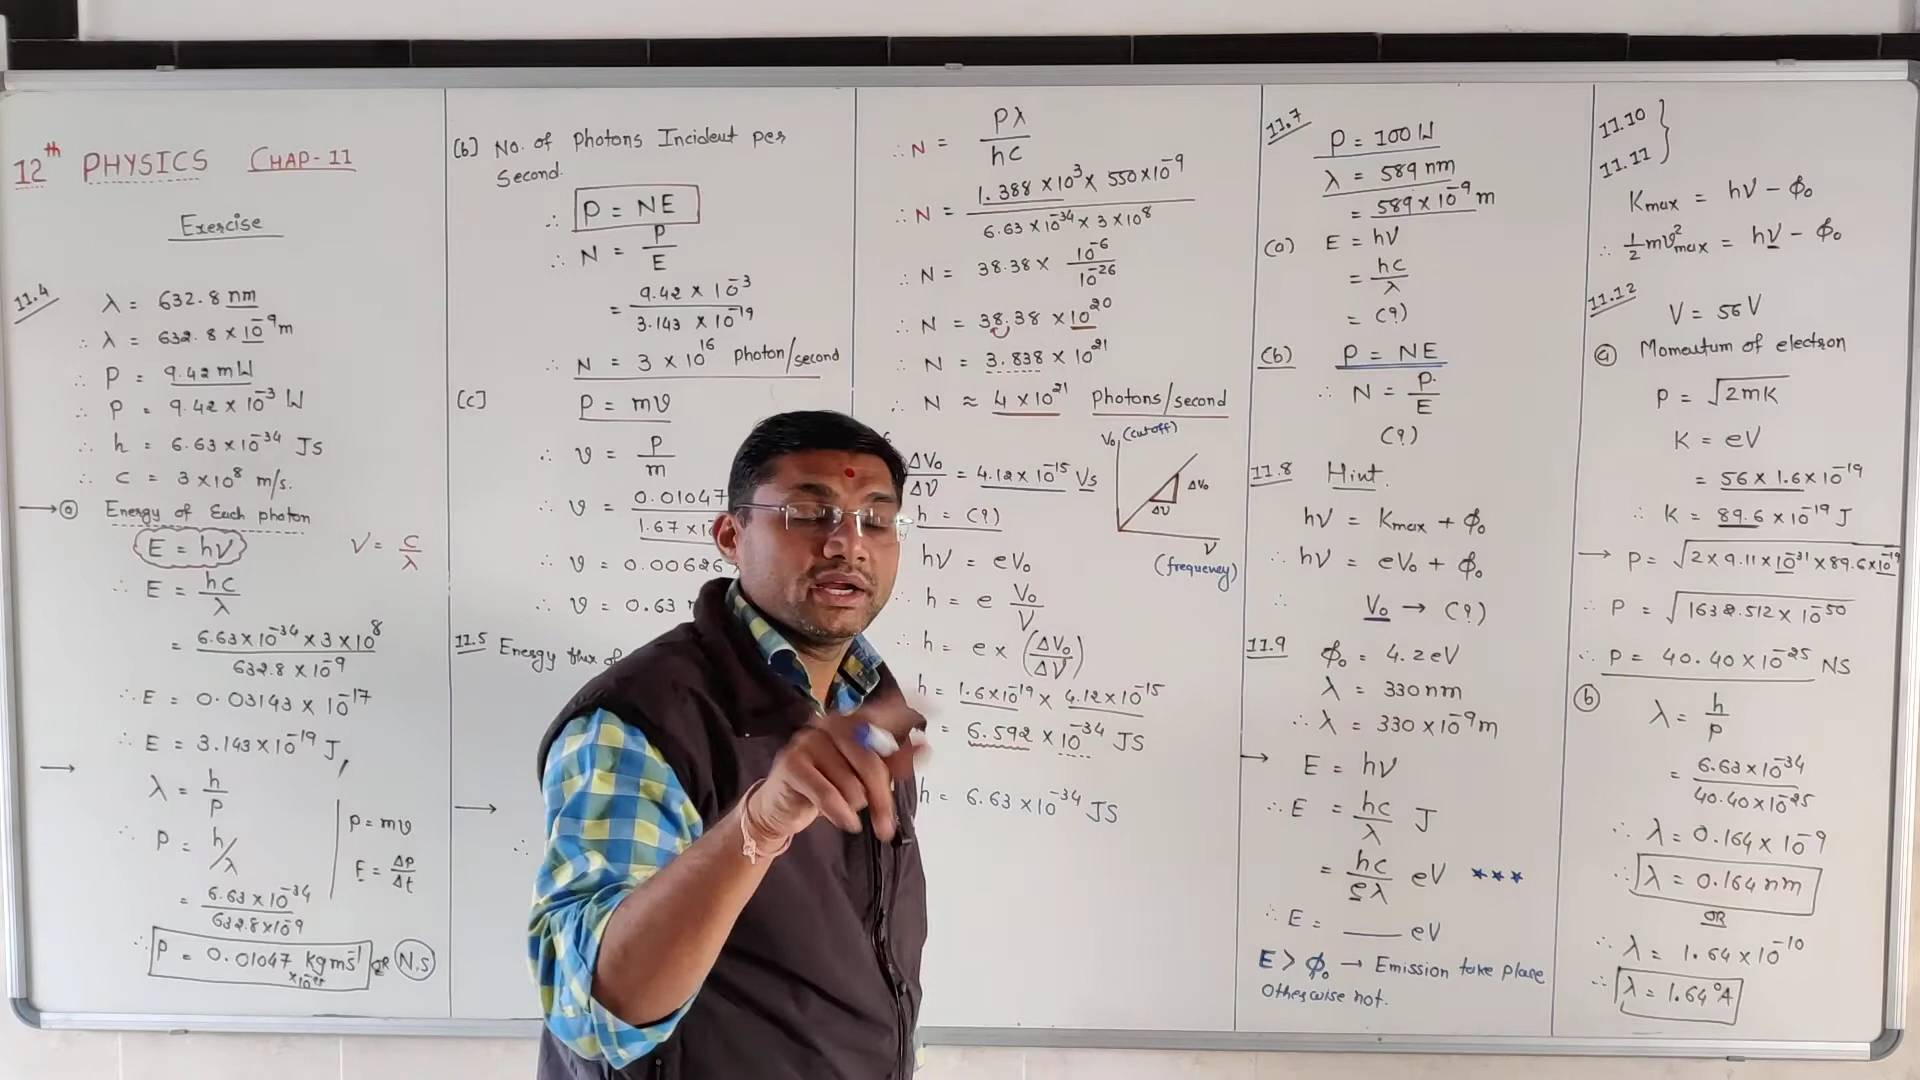 12th PHYSICS CHAP-11
Exercise
11.4
λ = 632.8 nm
∴ λ = 632.8 × 10⁻⁹ m
∴ P = 9.42 mW
∴ P = 9.42 × 10⁻³ W
∴ h = 6.63 × 10⁻³⁴ JS
∴ c = 3 × 10⁸ m/s.
→ ⓐ Energy of Each photon
E = hν
ν = c/λ
∴ E = hc/λ
= 6.63×10⁻³⁴ × 3×10⁸ / 632.8 × 10⁻⁹
∴ E = 0.03143 × 10⁻¹⁷
∴ E = 3.143×10⁻¹⁹ J,
→ λ = h/p
∴ P = h/λ
p = mv
F = Δp/Δt
= 6.63×10⁻³⁴ / 632.8×10⁻⁹
∴ P = 0.01047 kgms⁻¹ OR N.S
(b) No. of Photons Incident per
Second.
∴ P = NE
∴ N = P/E
= 9.42 × 10⁻³ / 3.143 × 10⁻¹⁹
∴ N = 3 × 10¹⁶ photon/second
(c) P = mv
∴ v = P/m
∴ v = 0.01047 / 1.67 × 1
∴ v = 0.00626
∴ v = 0.63
11.5 Energy flux of
→
∴
∴ N = Pλ/hc
∴ N = 1.388 × 10³ × 550×10⁻⁹ / 6.63 × 10⁻³⁴ × 3×10⁸
∴ N = 38.38 × 10⁻⁶/10⁻²⁶
∴ N = 38.38 × 10²⁰
∴ N = 3.838 × 10²¹
∴ N ≈ 4×10²¹ photons/second
V₀ (cutoff)
ΔV₀
Δν
ν
(frequency)
ΔV₀/Δν = 4.12×10⁻¹⁵ Vs
h = (?)
hν = eV₀
∴ h = e V₀/ν
∴ h = e × (ΔV₀/Δν)
h = 1.6×10⁻¹⁹ × 4.12×10⁻¹⁵
= 6.592 × 10⁻³⁴ JS
h = 6.63×10⁻³⁴ JS
11.7
P = 100 W
λ = 589 nm
= 589 × 10⁻⁹ m
(a) E = hν
= hc/λ
= (?)
(b) P = NE
∴ N = P/E
(?)
11.8 Hint.
hν = Kmax + ϕ₀
∴ hν = eV₀ + ϕ₀
∴ V₀ → (?)
11.9 ϕ₀ = 4.2 eV
λ = 330 nm
∴ λ = 330 × 10⁻⁹ m
→ E = hν
∴ E = hc/λ J
= hc/eλ eV ★★★
∴ E = ____ eV
E > ϕ₀ → Emission take place
Otherwise not.
11.10
11.11
Kmax = hν − ϕ₀
∴ ½mv²max = hν − ϕ₀
11.12
V = 56 V
ⓐ Momentum of electron
P = √2mK
K = eV
= 56 × 1.6 × 10⁻¹⁹
∴ K = 89.6 × 10⁻¹⁹ J
→ P = √2 × 9.11 × 10⁻³¹ × 89.6×10⁻¹⁹
∴ P = √1632.512 × 10⁻⁵⁰
∴ P = 40.40 × 10⁻²⁵ NS
ⓑ λ = h/p
= 6.63×10⁻³⁴ / 40.40×10⁻²⁵
∴ λ = 0.164 × 10⁻⁹
∴ λ = 0.164 nm
OR
∴ λ = 1.64 × 10⁻¹⁰
∴ λ = 1.64 °A